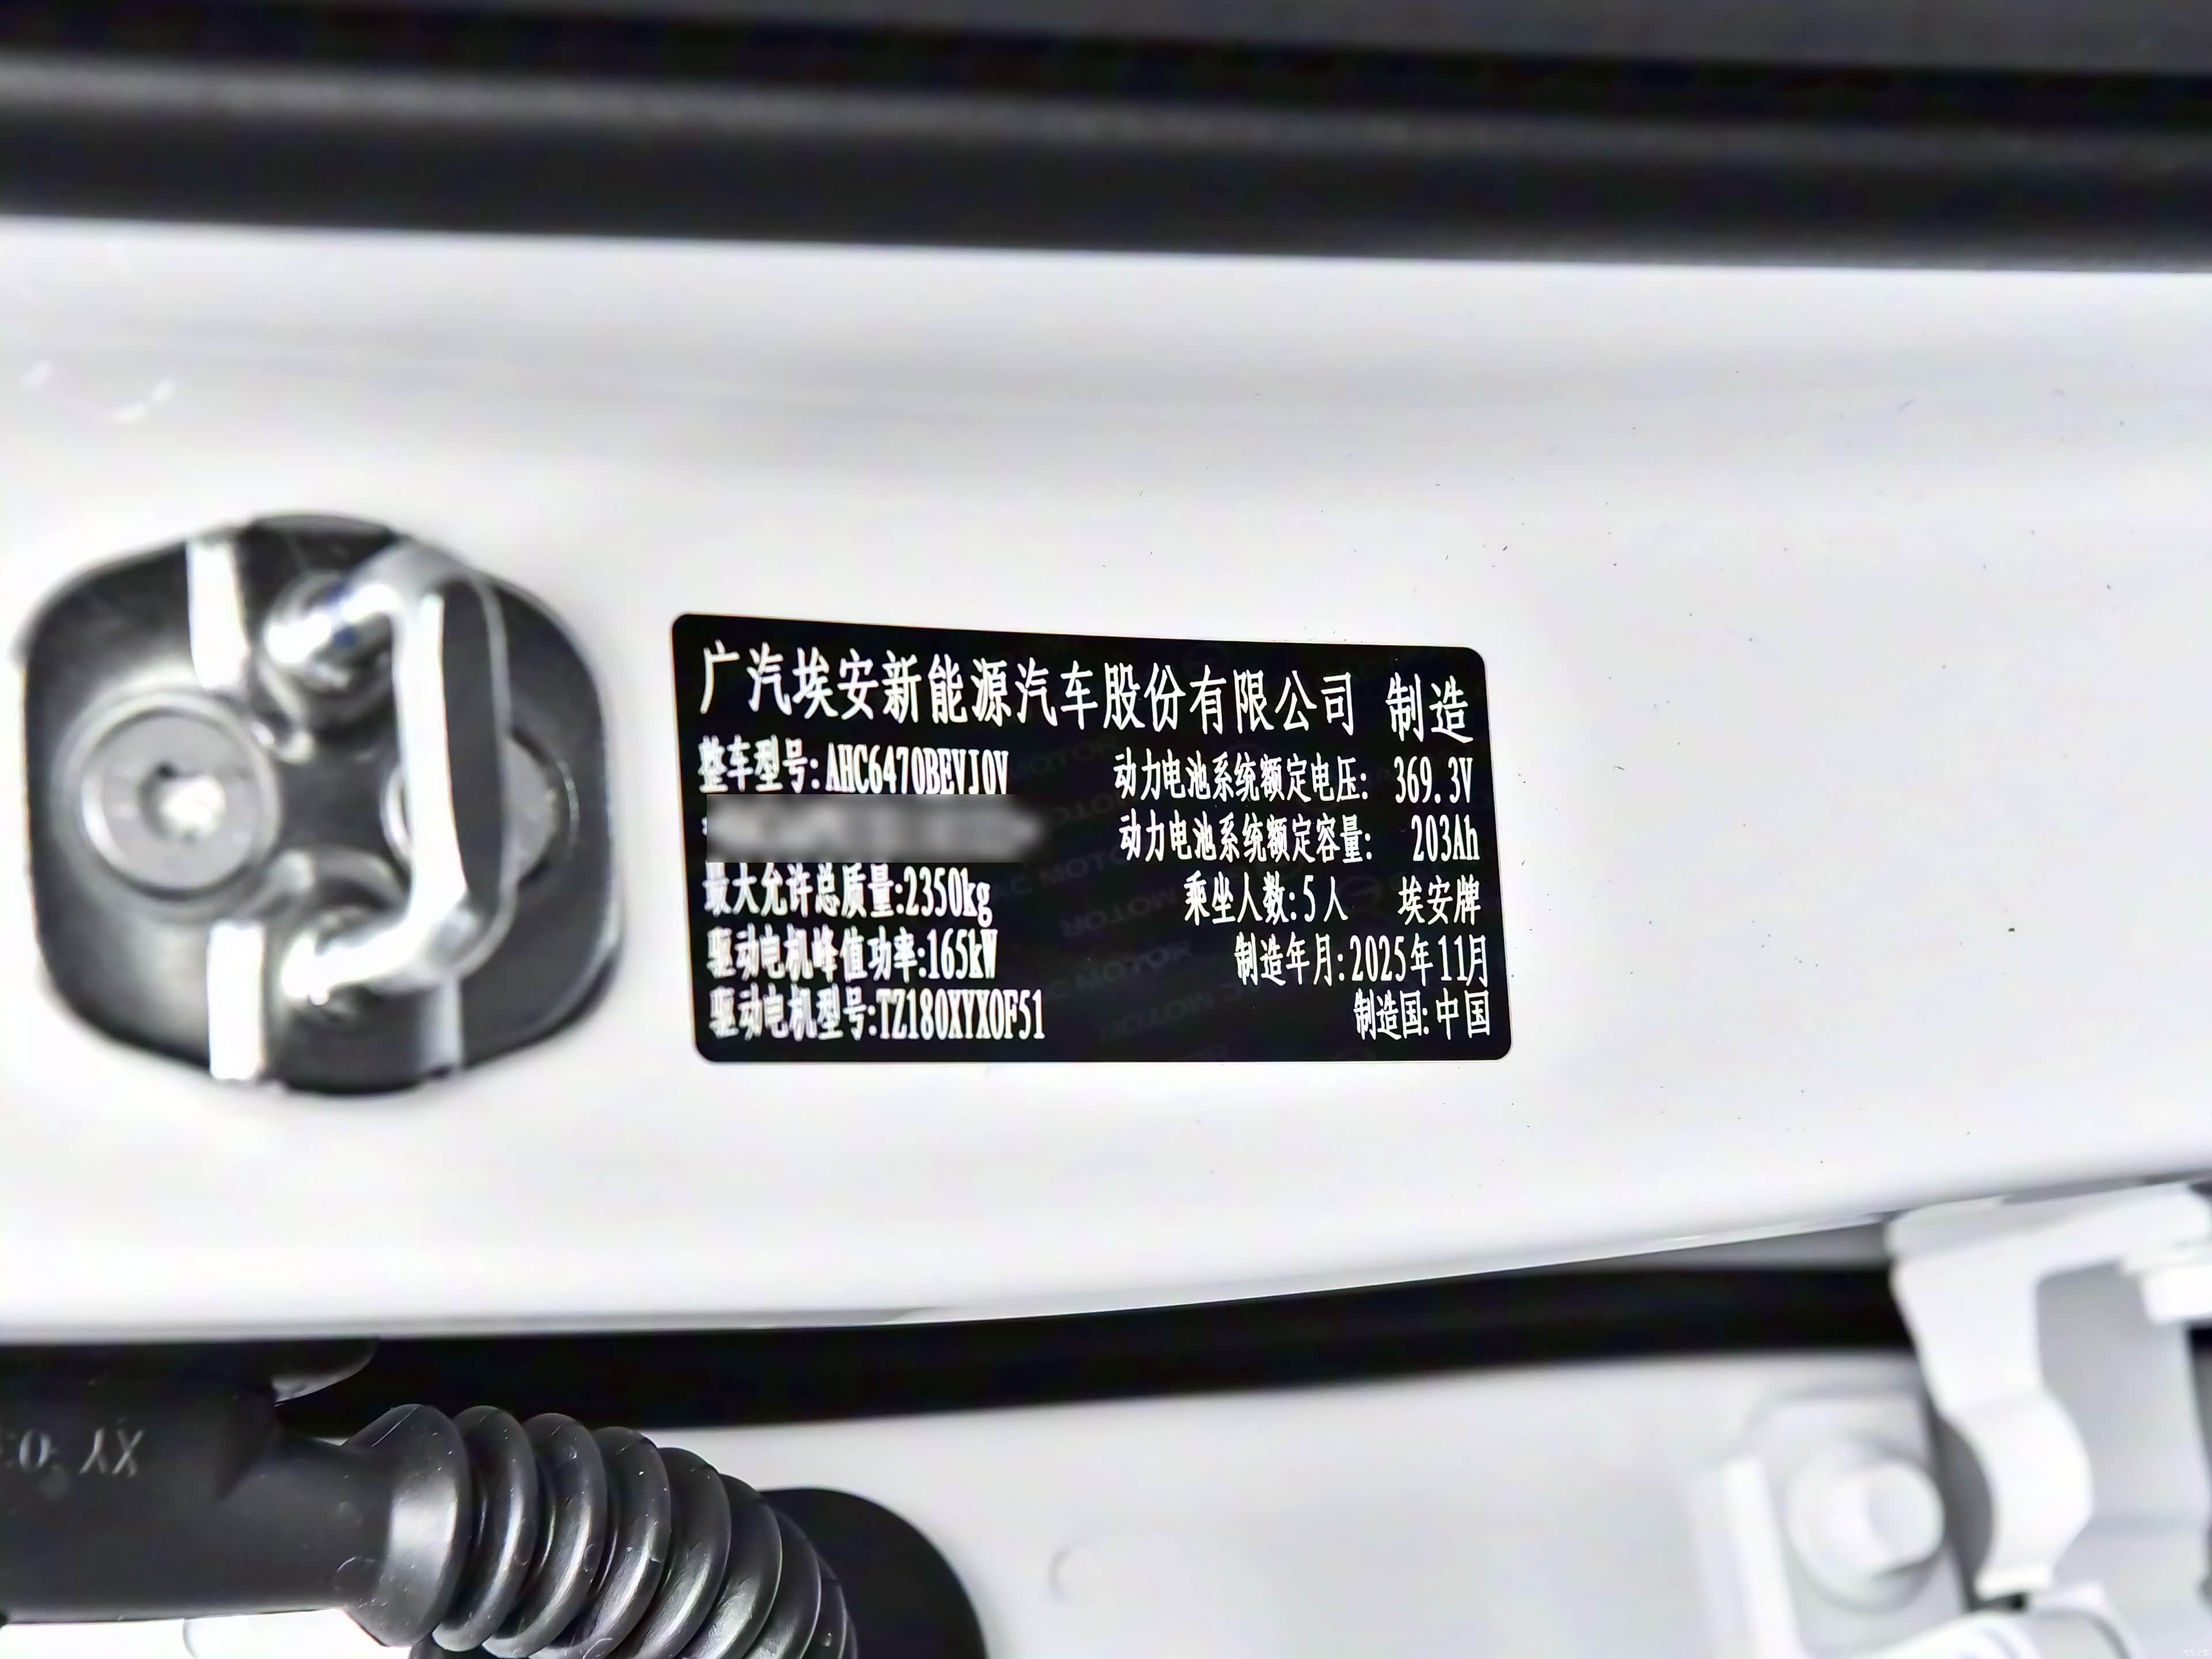 广汽埃安新能源汽车股份有限公司 制造
整车型号:AHC6470BEVJ0V 动力电池系统额定电压: 369.3V
动力电池系统额定容量: 203Ah
最大允许总质量:2350kg 乘坐人数:5人 埃安牌
驱动电机峰值功率:165kW 制造年月:2025年11月
驱动电机型号:TZ180XYX0F51 制造国:中国
XY